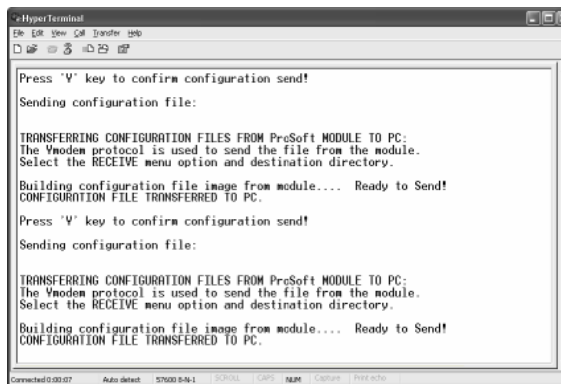 HyperTerminal
File Edit View Call Transfer Help
Press 'Y' key to confirm configuration send!
Sending configuration file:
TRANSFERRING CONFIGURATION FILES FROM ProSoft MODULE TO PC:
The Ymodem protocol is used to send the file from the module.
Select the RECEIVE menu option and destination directory.
Building configuration file image from module.... Ready to Send!
CONFIGURATION FILE TRANSFERRED TO PC.
Press 'Y' key to confirm configuration send!
Sending configuration file:
TRANSFERRING CONFIGURATION FILES FROM ProSoft MODULE TO PC:
The Ymodem protocol is used to send the file from the module.
Select the RECEIVE menu option and destination directory.
Building configuration file image from module.... Ready to Send!
CONFIGURATION FILE TRANSFERRED TO PC.
Connected 0:00:07 Auto detect 57600 8-N-1 SCROLL CAPS NUM Capture Print echo